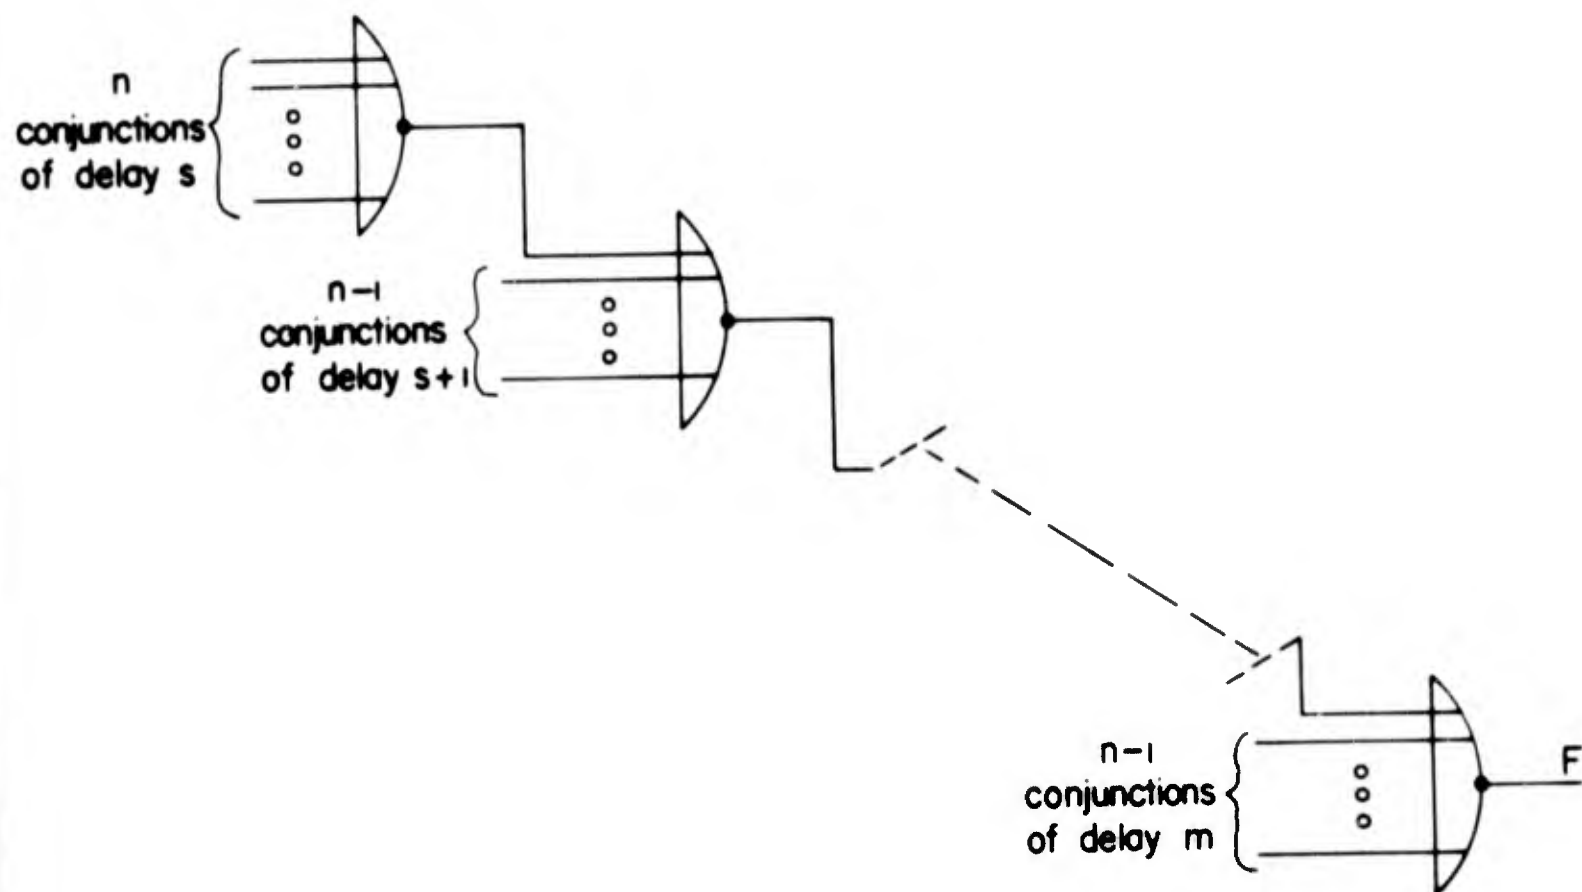 n
conjunctions
of delay s
n-1
conjunctions
of delay s+1
n-1
conjunctions
of delay m
F